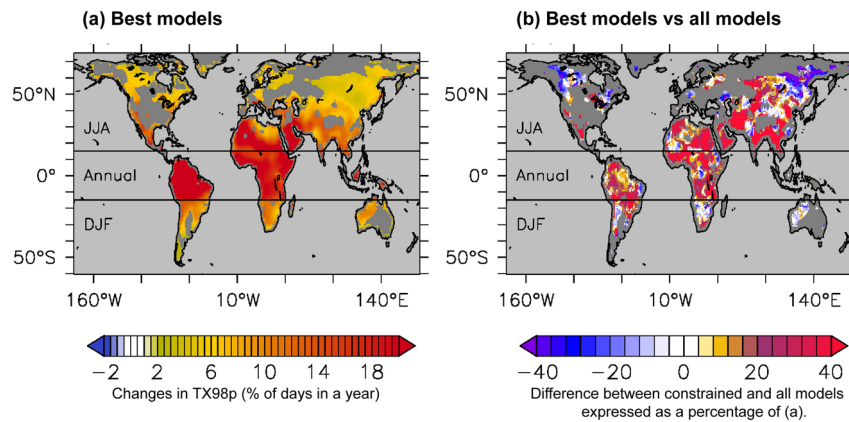 (a) Best models
(b) Best models vs all models
50°N
JJA
0°
Annual
DJF
50°S
160°W
10°W
140°E
50°N
JJA
0°
Annual
DJF
50°S
160°W
10°W
140°E
−2 2 6 10 14 18
Changes in TX98p (% of days in a year)
−40 −20 0 20 40
Difference between constrained and all models
expressed as a percentage of (a).